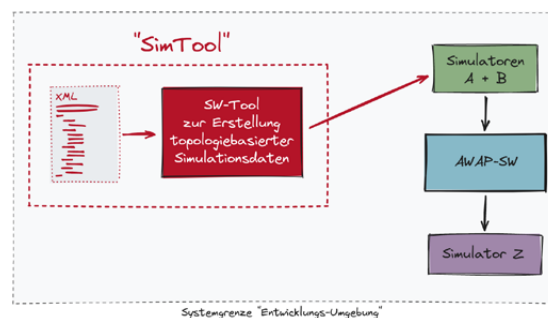 "SimTool"
XML
SW-Tool
zur Erstellung
topologiebasierter
Simulationsdaten
Simulatoren
A + B
AWAP-SW
Simulator Z
Systemgrenze "Entwicklungs-Umgebung"